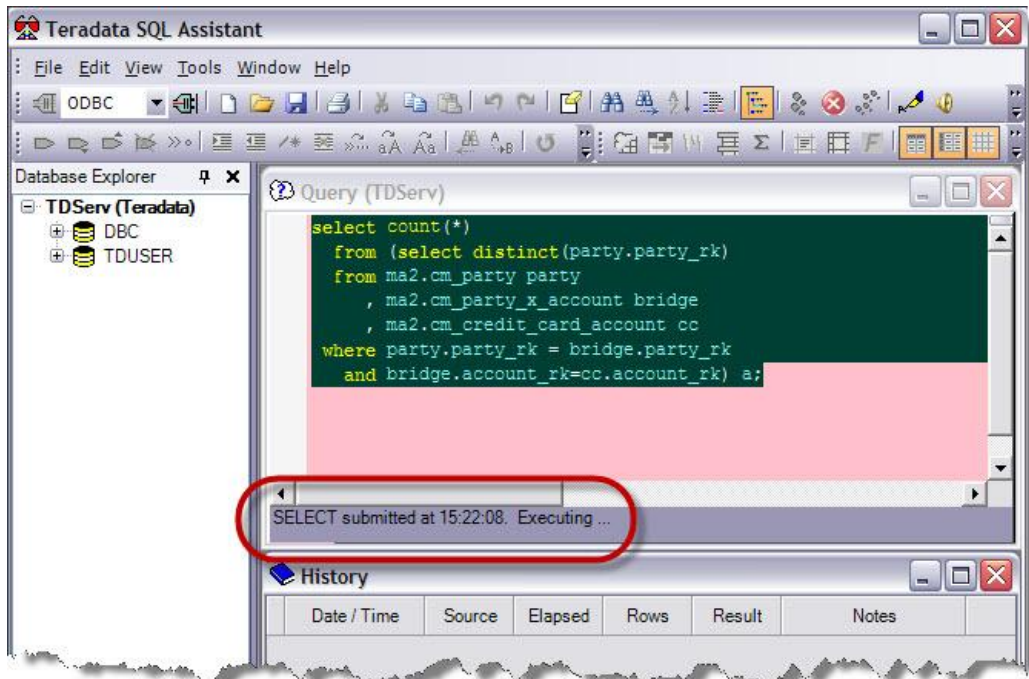 Teradata SQL Assistant
File Edit View Tools Window Help
ODBC
Database Explorer
TDServ (Teradata)
DBC
TDUSER
Query (TDServ)
select count(*)
from (select distinct(party.party_rk)
from ma2.cm_party party
, ma2.cm_party_x_account bridge
, ma2.cm_credit_card_account cc
where party.party_rk = bridge.party_rk
and bridge.account_rk=cc.account_rk) a;
SELECT submitted at 15:22:08. Executing ...
History
Date / Time Source Elapsed Rows Result Notes